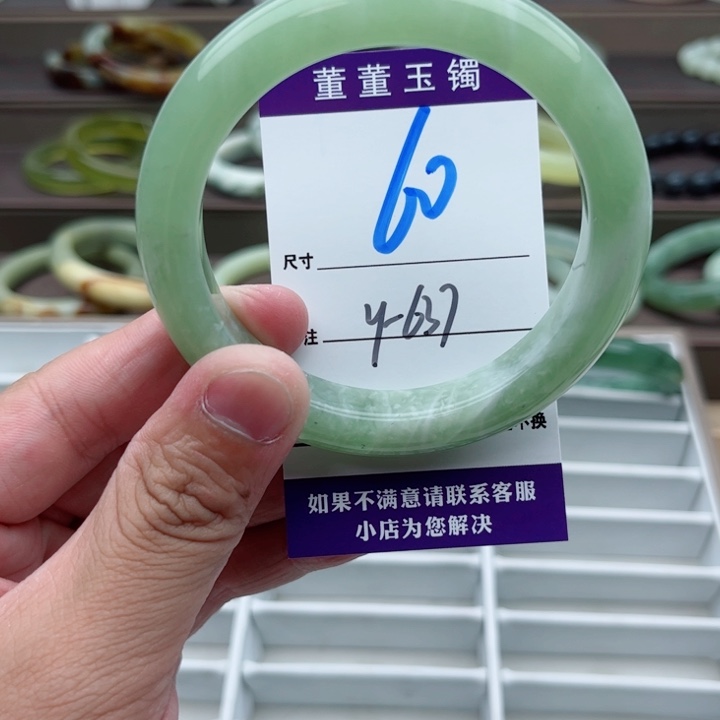 董董玉镯
60
尺寸
注 y-637
不换
如果不满意请联系客服
小店为您解决